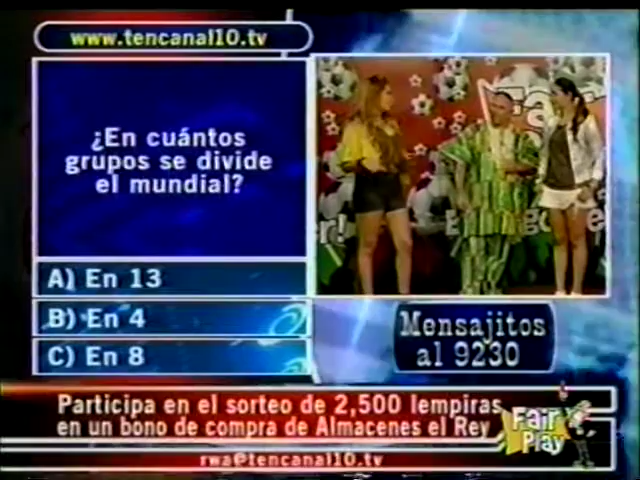 www.tencanal10.tv
¿En cuántos
grupos se divide
el mundial?
A) En 13
B) En 4
C) En 8
Mensajitos
al 9230
Participa en el sorteo de 2,500 lempiras
en un bono de compra de Almacenes el Rey
Fair
Play
rwa@tencanal10.tv